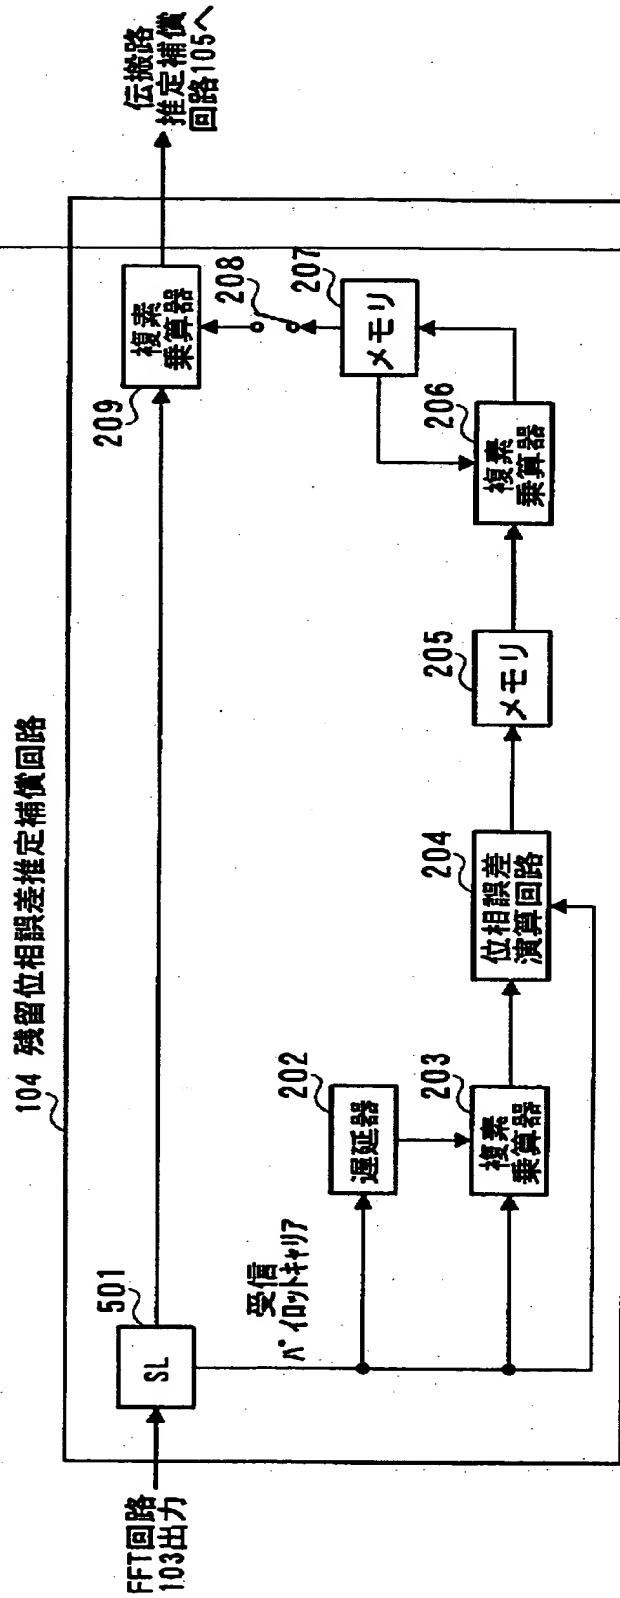 104 残留位相誤差推定補償回路
FFT回路
103出力
501
SL
受信
パイロットキャリア
202
遅延器
203
複素
乗算器
204
位相誤差
演算回路
205
メモリ
206
複素
乗算器
207
メモリ
208
209
複素
乗算器
伝搬路
推定補償
回路105へ